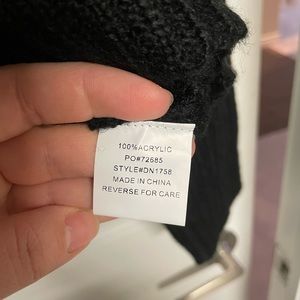 100%ACRYLIC
PO#72685
STYLE#DN1758
MADE IN CHINA
REVERSE FOR CARE